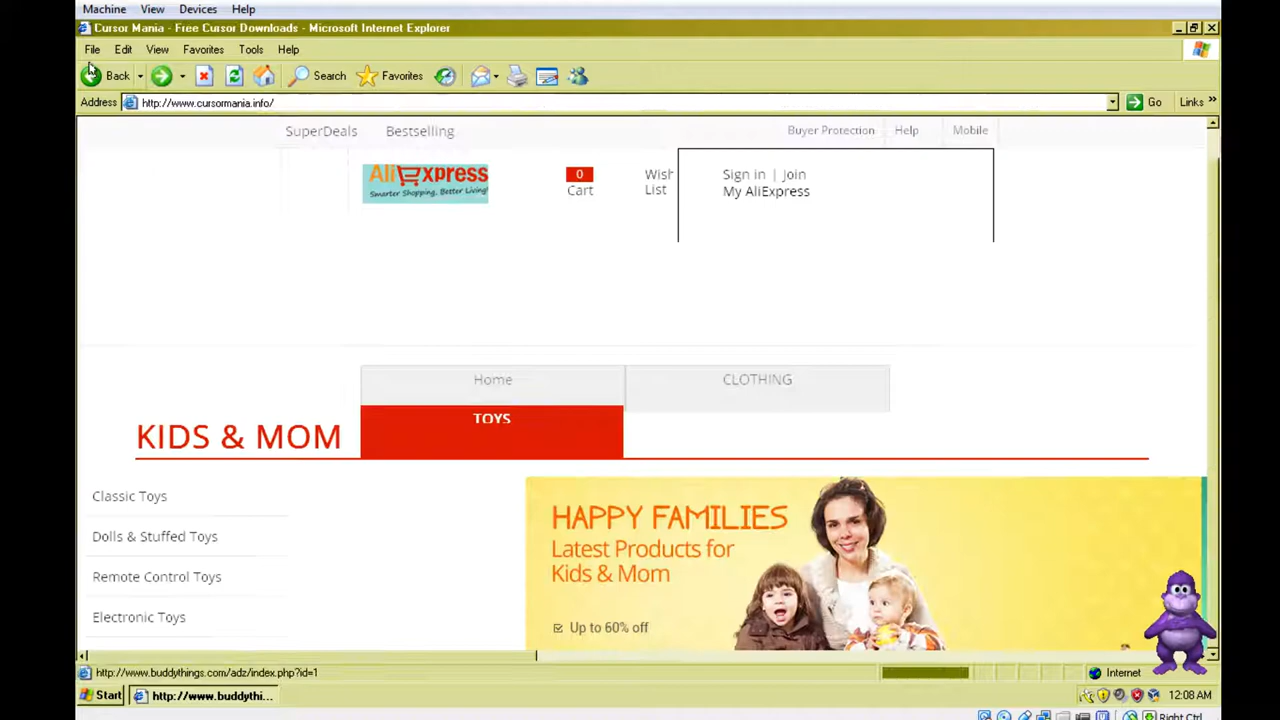 Machine View Devices Help
Cursor Mania - Free Cursor Downloads - Microsoft Internet Explorer
File Edit View Favorites Tools Help
Back Search Favorites
Address http://www.cursormania.info/ Go Links »
SuperDeals Bestselling Buyer Protection Help Mobile
AliExpress
Smarter Shopping, Better Living!
0
Cart
Wish
List
Sign in | Join
My AliExpress
Home CLOTHING
TOYS
KIDS & MOM
Classic Toys
Dolls & Stuffed Toys
Remote Control Toys
Electronic Toys
HAPPY FAMILIES
Latest Products for
Kids & Mom
Up to 60% off
http://www.buddythings.com/adz/index.php?id=1 Internet
Start http://www.buddythi... 12:08 AM
Right Ctrl